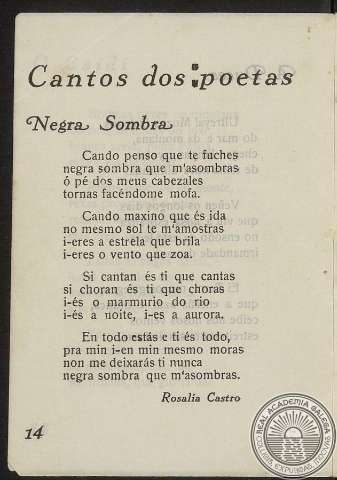 Cantos dos poetas
Negra Sombra
Cando penso que te fuches
negra sombra que m'asombras
ó pé dos meus cabezales
tornas facéndome mofa.
Cando maxino que és ida
no mesmo sol te m'amostras
i-eres a estrela que brila
i-eres o vento que zoa.
Si cantan és ti que cantas
si choran és ti que choras
i-és o marmurio do rio
i-és a noite, i-es a aurora.
En todo estás e ti és todo,
pra min i-en min mesmo moras
non me deixarás ti nunca
negra sombra que m'asombras.
Rosalia Castro
14
REAL ACADEMIA GALEGA